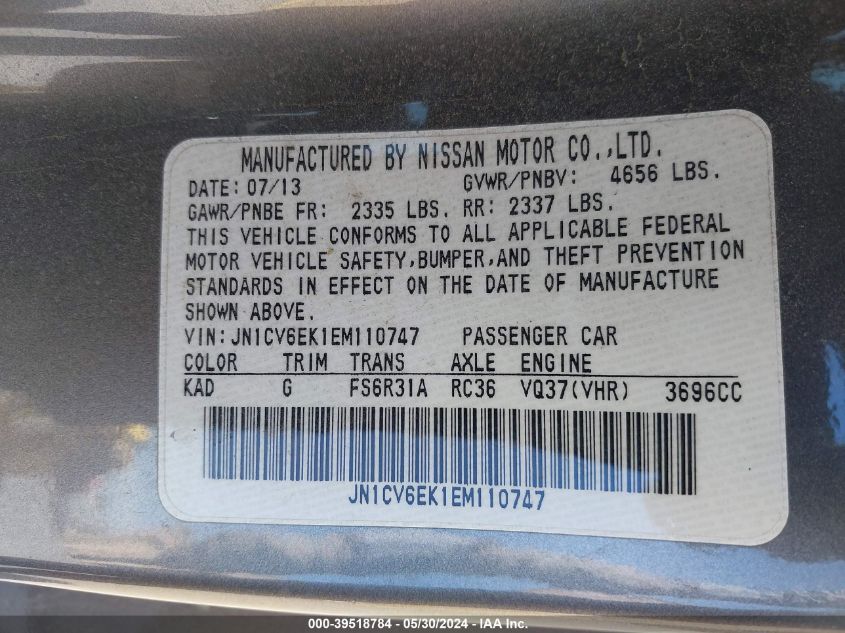 MANUFACTURED BY NISSAN MOTOR CO.,LTD.
DATE: 07/13 GVWR/PNBV: 4656 LBS.
GAWR/PNBE FR: 2335 LBS. RR: 2337 LBS.
THIS VEHICLE CONFORMS TO ALL APPLICABLE FEDERAL
MOTOR VEHICLE SAFETY,BUMPER,AND THEFT PREVENTION
STANDARDS IN EFFECT ON THE DATE OF MANUFACTURE
SHOWN ABOVE.
VIN:JN1CV6EK1EM110747 PASSENGER CAR
COLOR TRIM TRANS AXLE ENGINE
KAD G FS6R31A RC36 VQ37(VHR) 3696CC
JN1CV6EK1EM110747
000-39518784 - 05/30/2024 - IAA Inc.